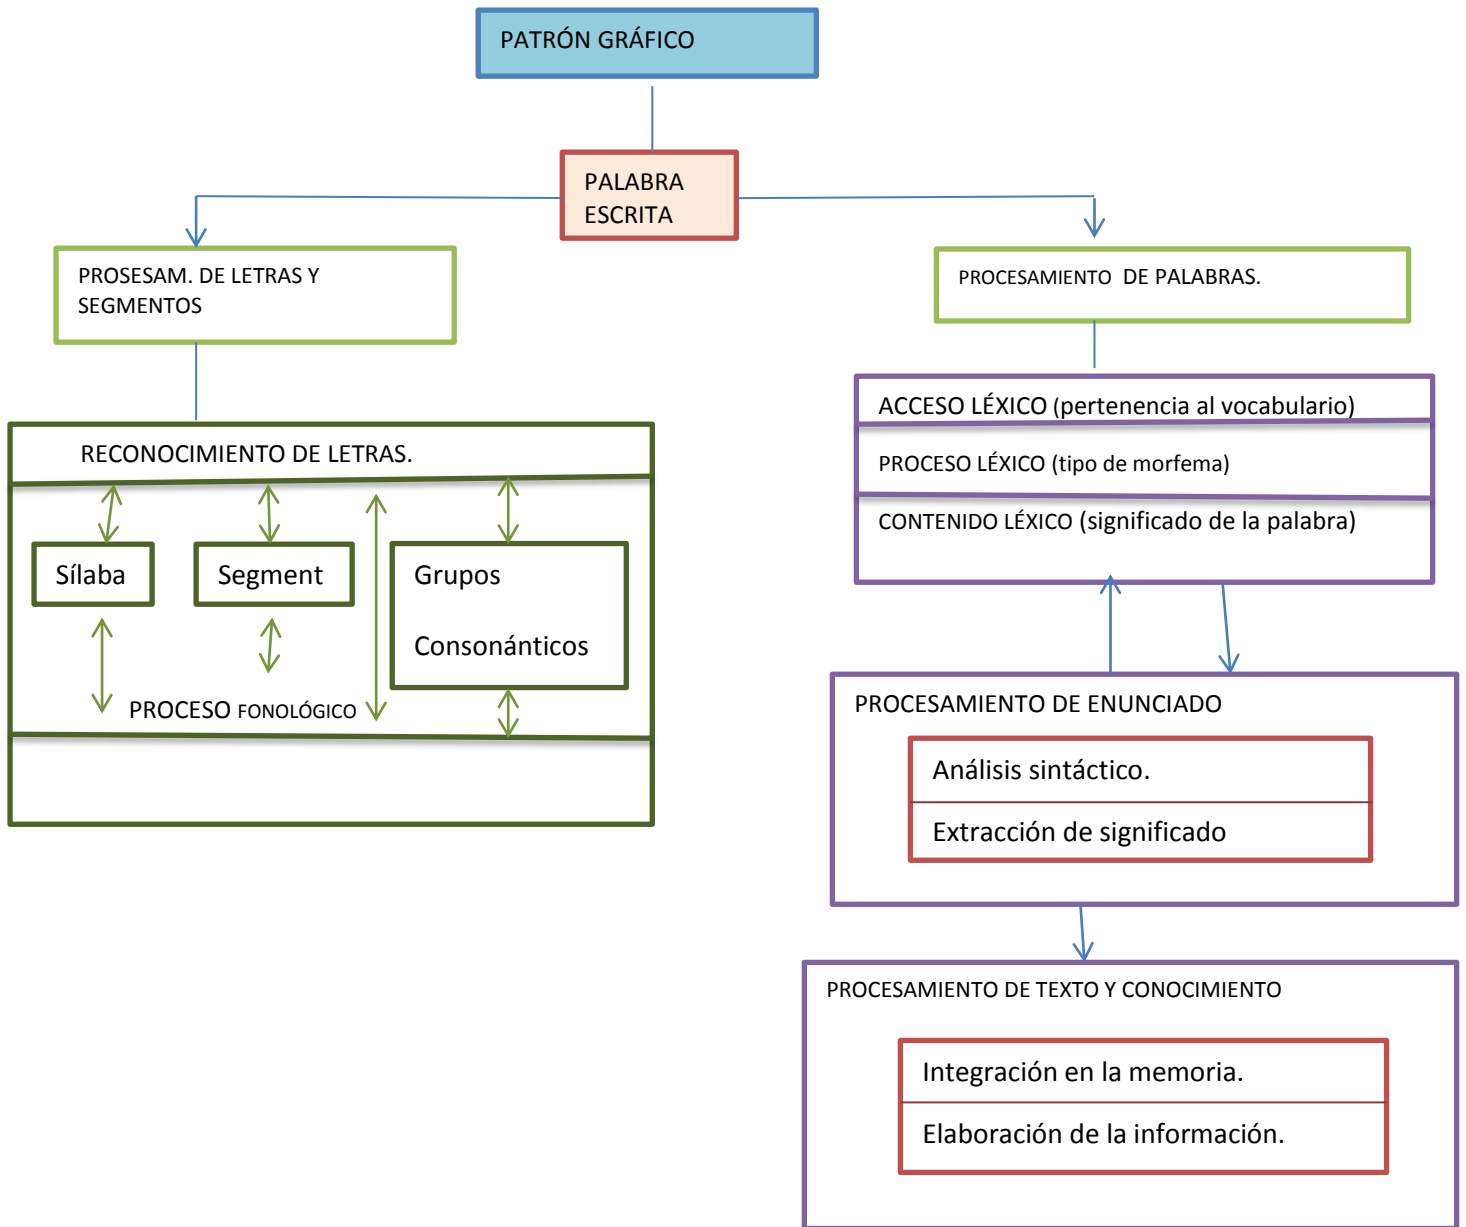 PATRÓN GRÁFICO
PALABRA
ESCRITA
PROSESAM. DE LETRAS Y
SEGMENTOS
RECONOCIMIENTO DE LETRAS.
Sílaba
Segment
Grupos
Consonánticos
PROCESO FONOLÓGICO
PROCESAMIENTO DE PALABRAS.
ACCESO LÉXICO (pertenencia al vocabulario)
PROCESO LÉXICO (tipo de morfema)
CONTENIDO LÉXICO (significado de la palabra)
PROCESAMIENTO DE ENUNCIADO
Análisis sintáctico.
Extracción de significado
PROCESAMIENTO DE TEXTO Y CONOCIMIENTO
Integración en la memoria.
Elaboración de la información.